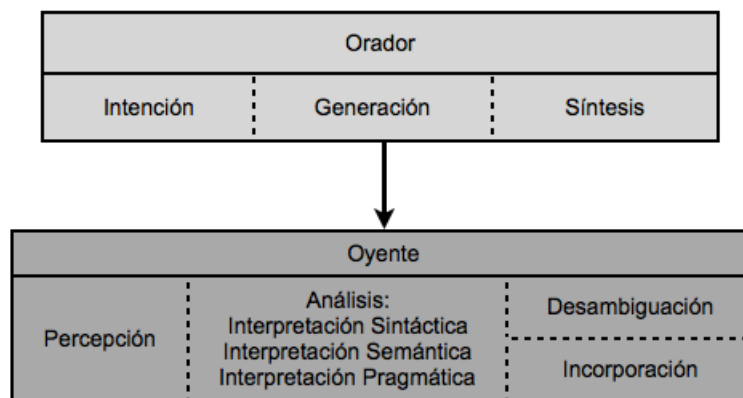 Orador
Intención
Generación
Síntesis
Oyente
Percepción
Análisis:
Interpretación Sintáctica
Interpretación Semántica
Interpretación Pragmática
Desambiguación
Incorporación